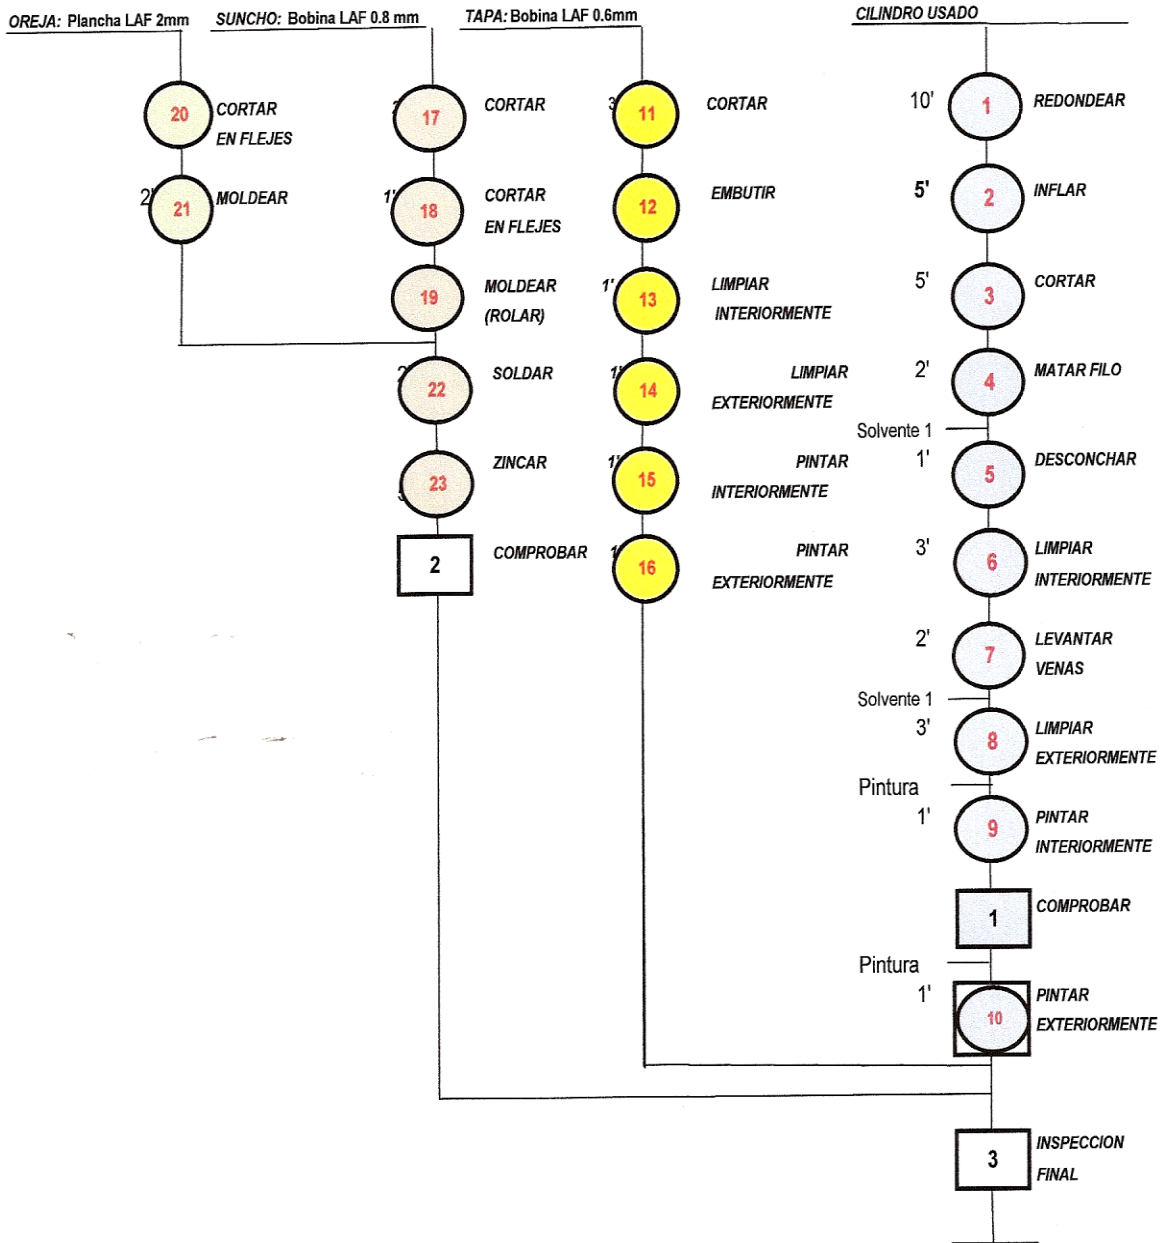 OREJA: Plancha LAF 2mm
SUNCHO: Bobina LAF 0.8 mm
TAPA: Bobina LAF 0.6mm
CILINDRO USADO
20
CORTAR
EN FLEJES
2'
21
MOLDEAR
17
CORTAR
1'
18
CORTAR
EN FLEJES
19
MOLDEAR
(ROLAR)
2'
22
SOLDAR
23
ZINCAR
2
COMPROBAR
11
CORTAR
12
EMBUTIR
1'
13
LIMPIAR
INTERIORMENTE
1'
14
LIMPIAR
EXTERIORMENTE
1'
15
PINTAR
INTERIORMENTE
16
PINTAR
EXTERIORMENTE
10'
1
REDONDEAR
5'
2
INFLAR
5'
3
CORTAR
2'
4
MATAR FILO
Solvente 1
1'
5
DESCONCHAR
3'
6
LIMPIAR
INTERIORMENTE
2'
7
LEVANTAR
VENAS
Solvente 1
3'
8
LIMPIAR
EXTERIORMENTE
Pintura
1'
9
PINTAR
INTERIORMENTE
1
COMPROBAR
Pintura
1'
10
PINTAR
EXTERIORMENTE
3
INSPECCION
FINAL